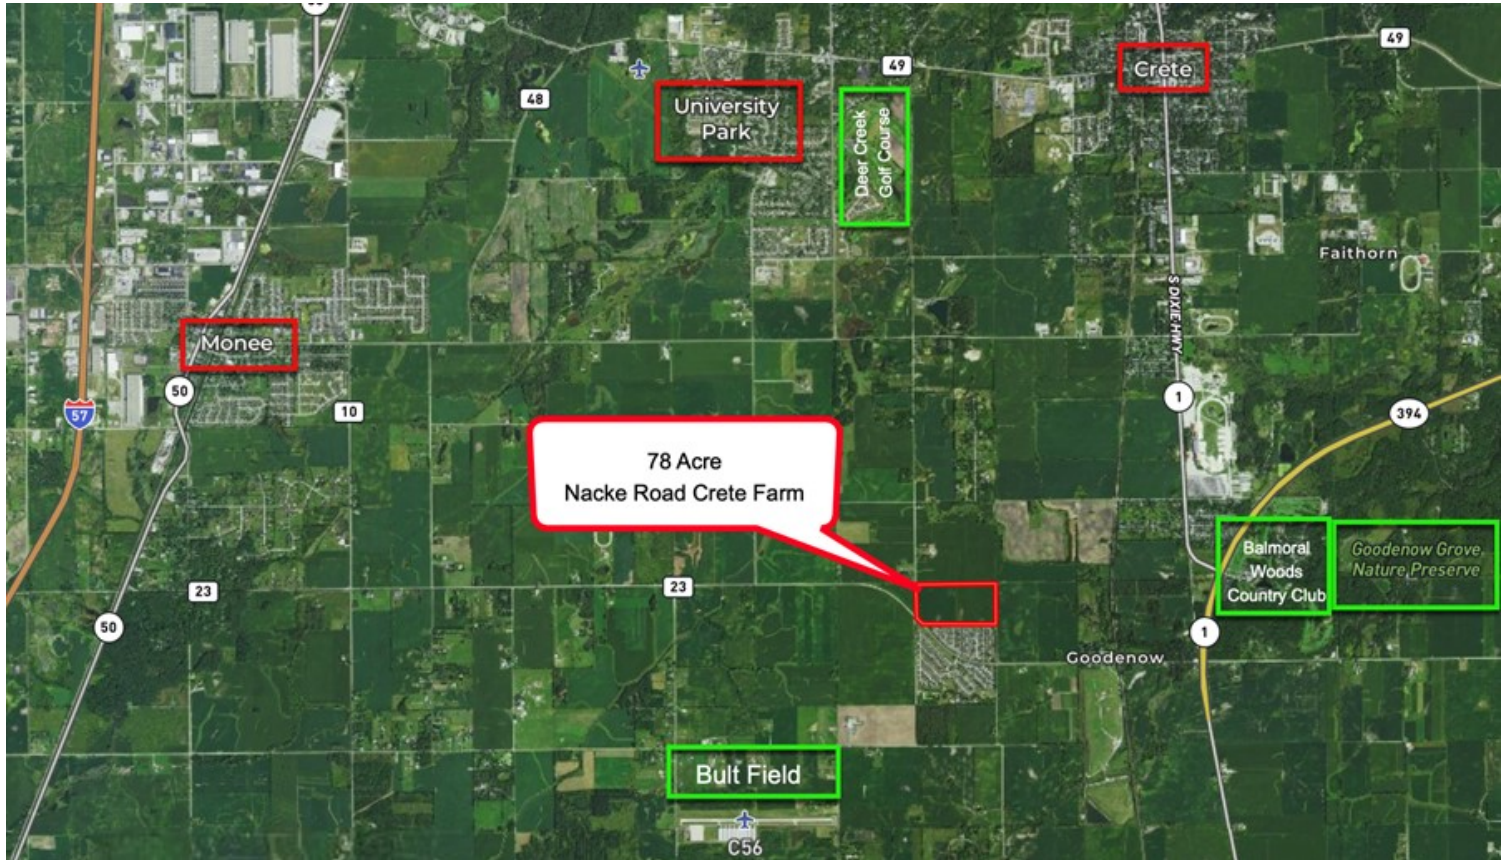 49
49
Crete
48
University
Park
Deer Creek
Golf Course
Faithorn
S DIXIE HWY
Monee
50
57
10
1
394
78 Acre
Nacke Road Crete Farm
Balmoral
Woods
Country Club
Goodenow Grove
Nature Preserve
23
23
50
1
Goodenow
Bult Field
C56